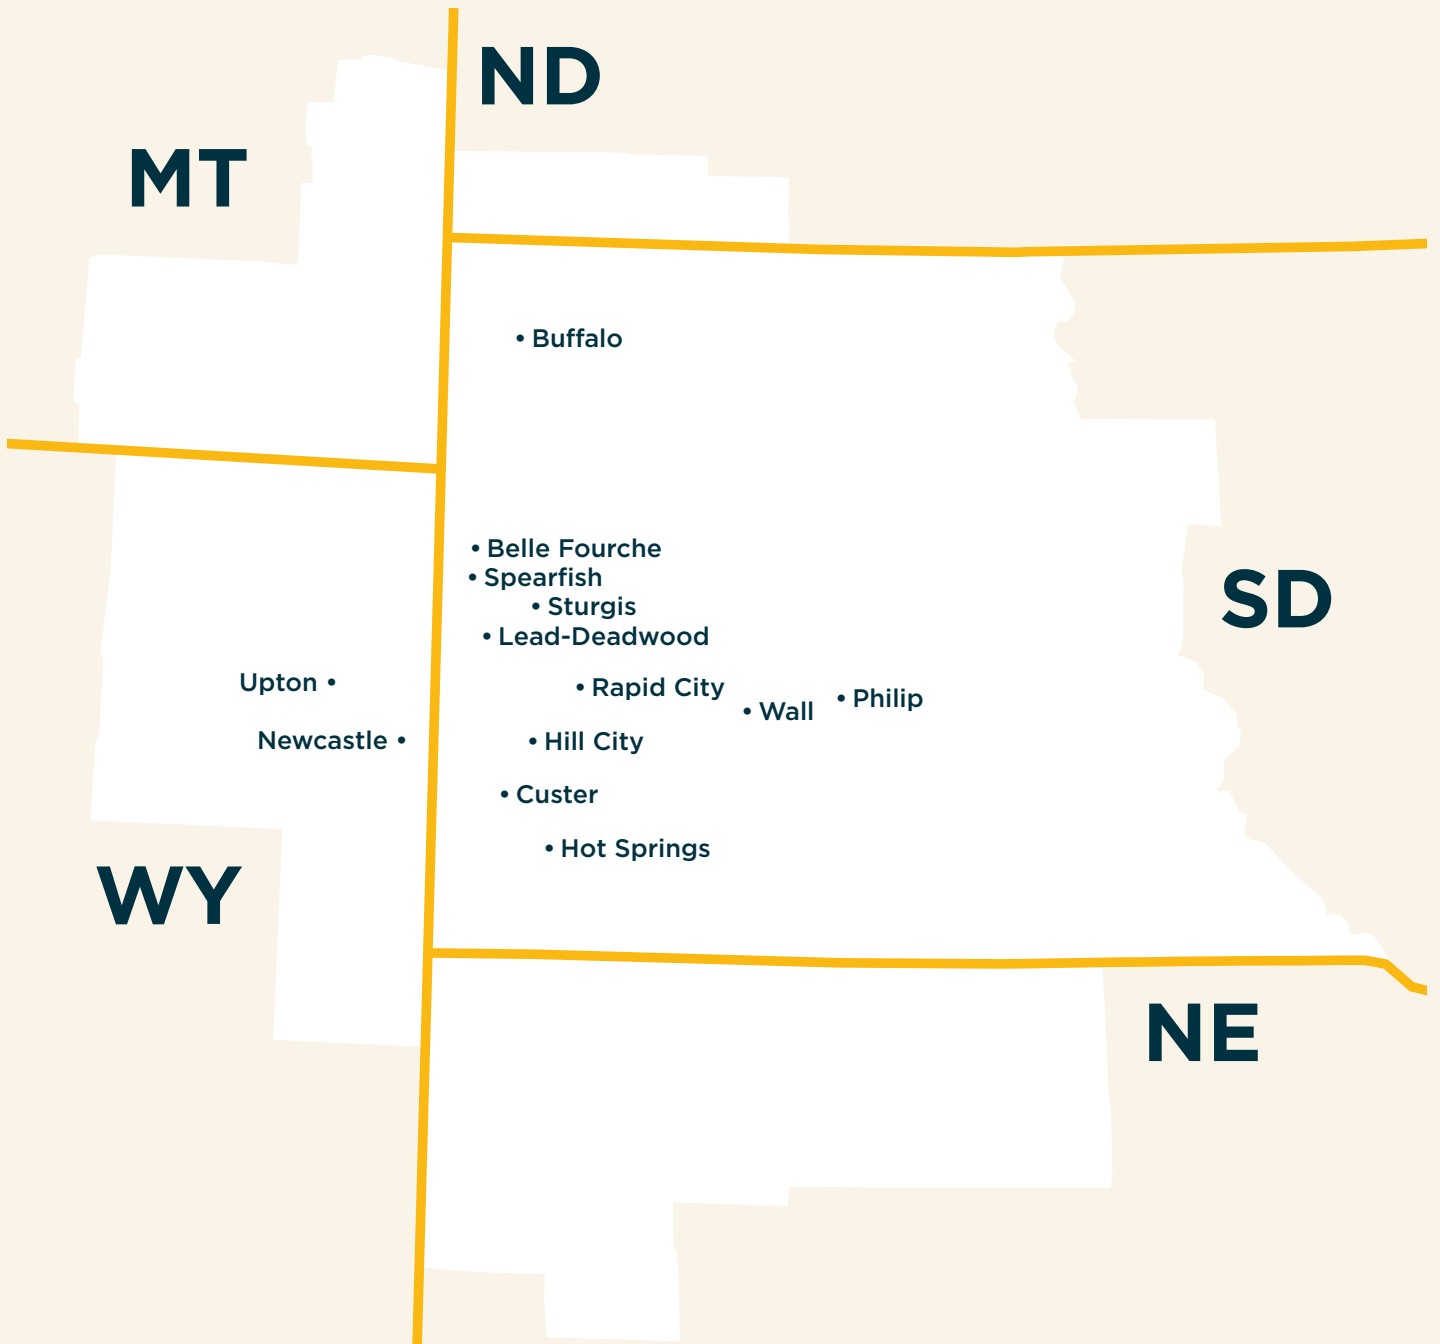 ND
MT
• Buffalo
• Belle Fourche
• Spearfish
SD
• Sturgis
• Lead-Deadwood
Upton •
• Rapid City
• Philip
• Wall
Newcastle •
• Hill City
• Custer
• Hot Springs
WY
NE